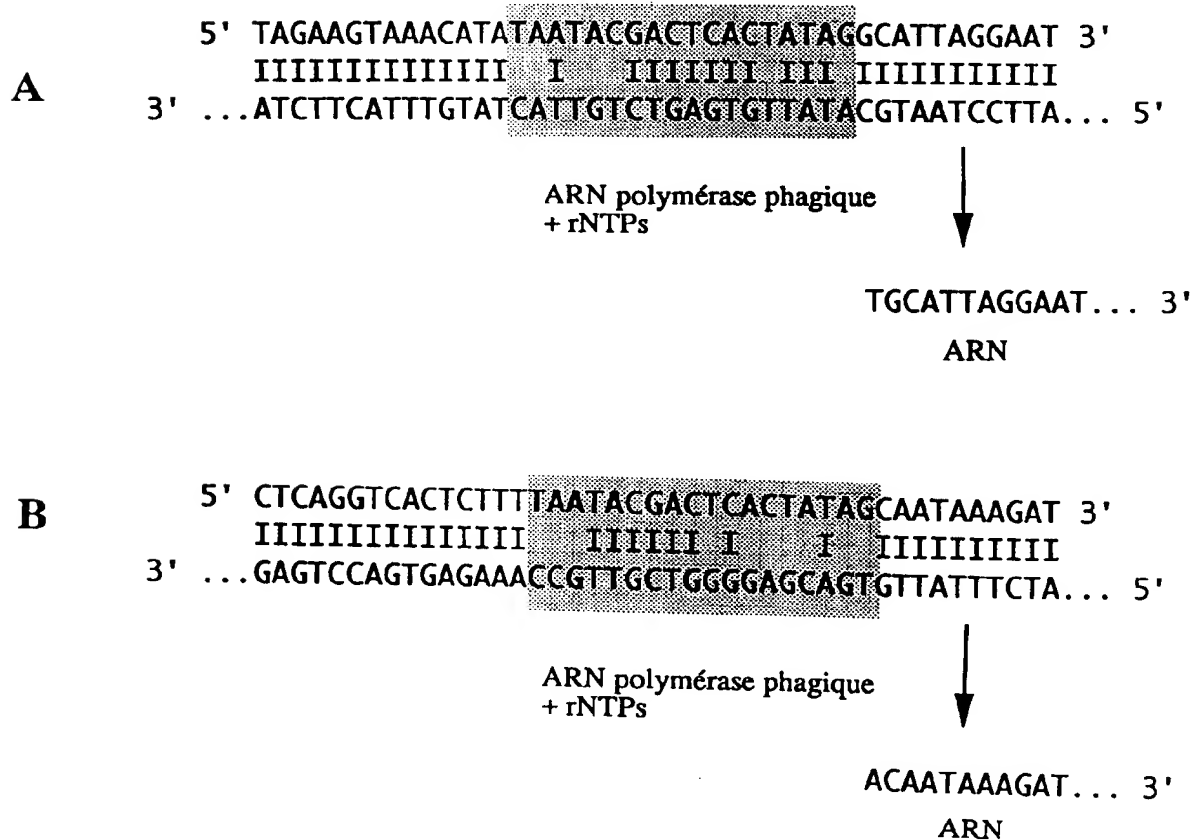 A
5' TAGAAGTAAACATATAATACGACTCACTATAGGCATTAGGAAT 3'
IIIIIIIIIIIIII I IIIIIII III IIIIIIIIIII
3' ...ATCTTCATTTGTATCATTGTCTGAGTGTTATACGTAATCCTTA... 5'
ARN polymérase phagique
+ rNTPs
TGCATTAGGAAT... 3'
ARN
B
5' CTCAGGTCACTCTTTTAATACGACTCACTATAGCAATAAAGAT 3'
IIIIIIIIIIIIIII IIIIII I I IIIIIIIIII
3' ...GAGTCCAGTGAGAAACCGTTGCTGGGGAGCAGTGTTATTTCTA... 5'
ARN polymérase phagique
+ rNTPs
ACAATAAAGAT... 3'
ARN